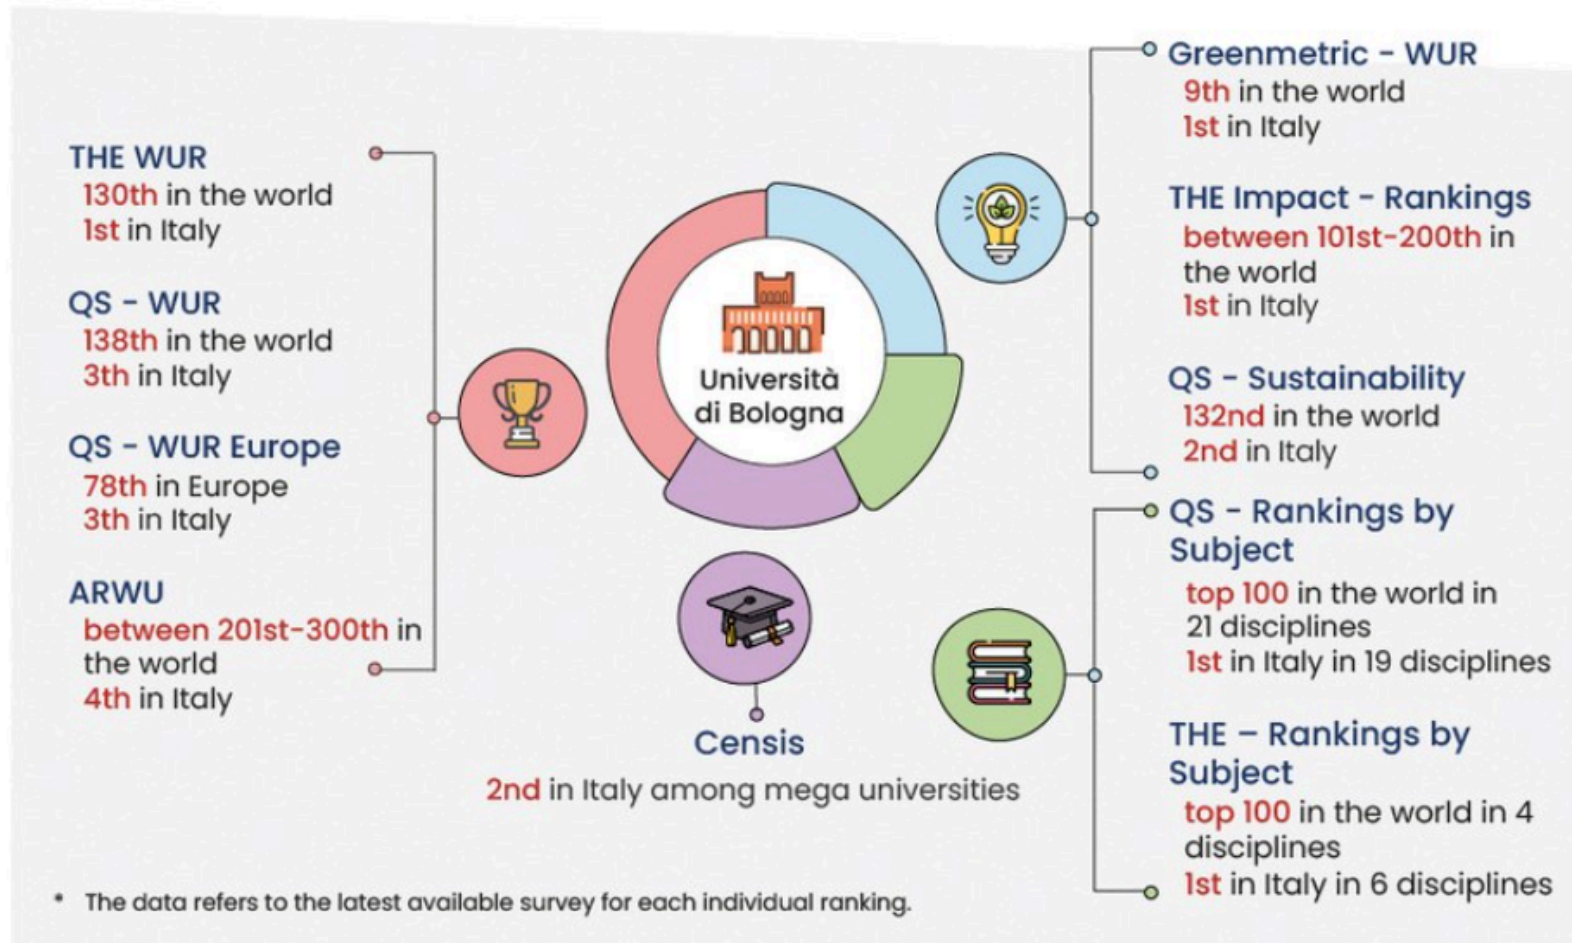 THE WUR
130th in the world
1st in Italy
QS - WUR
138th in the world
3th in Italy
QS - WUR Europe
78th in Europe
3th in Italy
ARWU
between 201st-300th in
the world
4th in Italy
Università
di Bologna
Censis
2nd in Italy among mega universities
Greenmetric - WUR
9th in the world
1st in Italy
THE Impact - Rankings
between 101st-200th in
the world
1st in Italy
QS - Sustainability
132nd in the world
2nd in Italy
QS - Rankings by
Subject
top 100 in the world in
21 disciplines
1st in Italy in 19 disciplines
THE – Rankings by
Subject
top 100 in the world in 4
disciplines
1st in Italy in 6 disciplines
* The data refers to the latest available survey for each individual ranking.